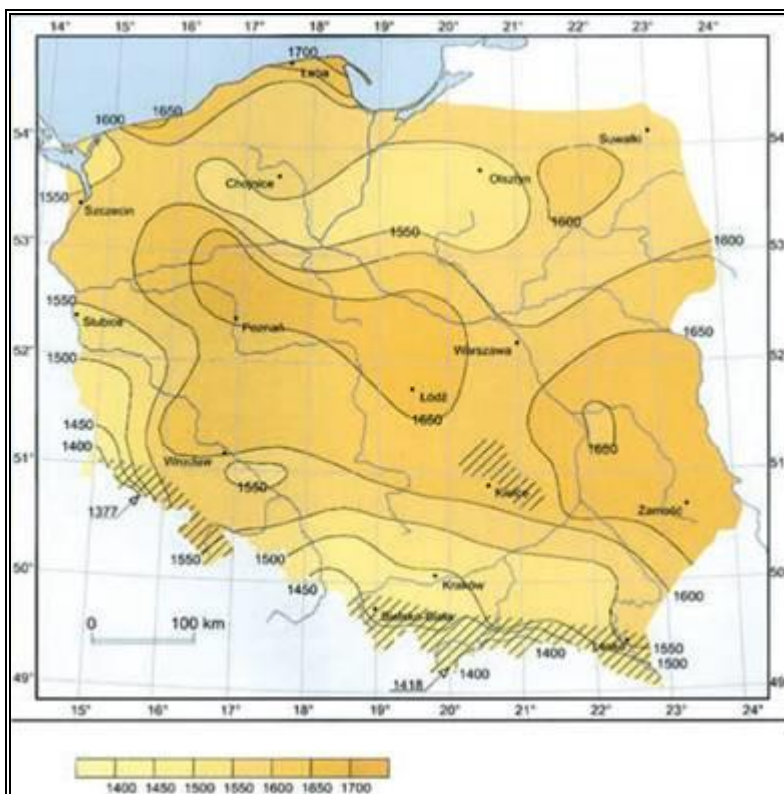 14° 15° 16° 17° 18° 19° 20° 21° 22° 23° 24°
1700
Łeba
1650
1600
54°
54
Suwałki
Chojnice
Olsztyn
1550
Szczecin
1600
1550
1600
53°
53
1550
Słubice
Poznań
1650
Warszawa
52°
52
1500
Łódź
1650
1450
1400
1650
51°
51
Wrocław
1550
Kielce
Zamość
1377
1550
1500
50°
50
Kraków
1450
1600
Bielsko-Biała
Lesko
1550
0 100 km
1400
1500
1400
1418
49°
49
15° 16° 17° 18° 19° 20° 21° 22° 23° 24°
1400 1450 1500 1550 1600 1650 1700